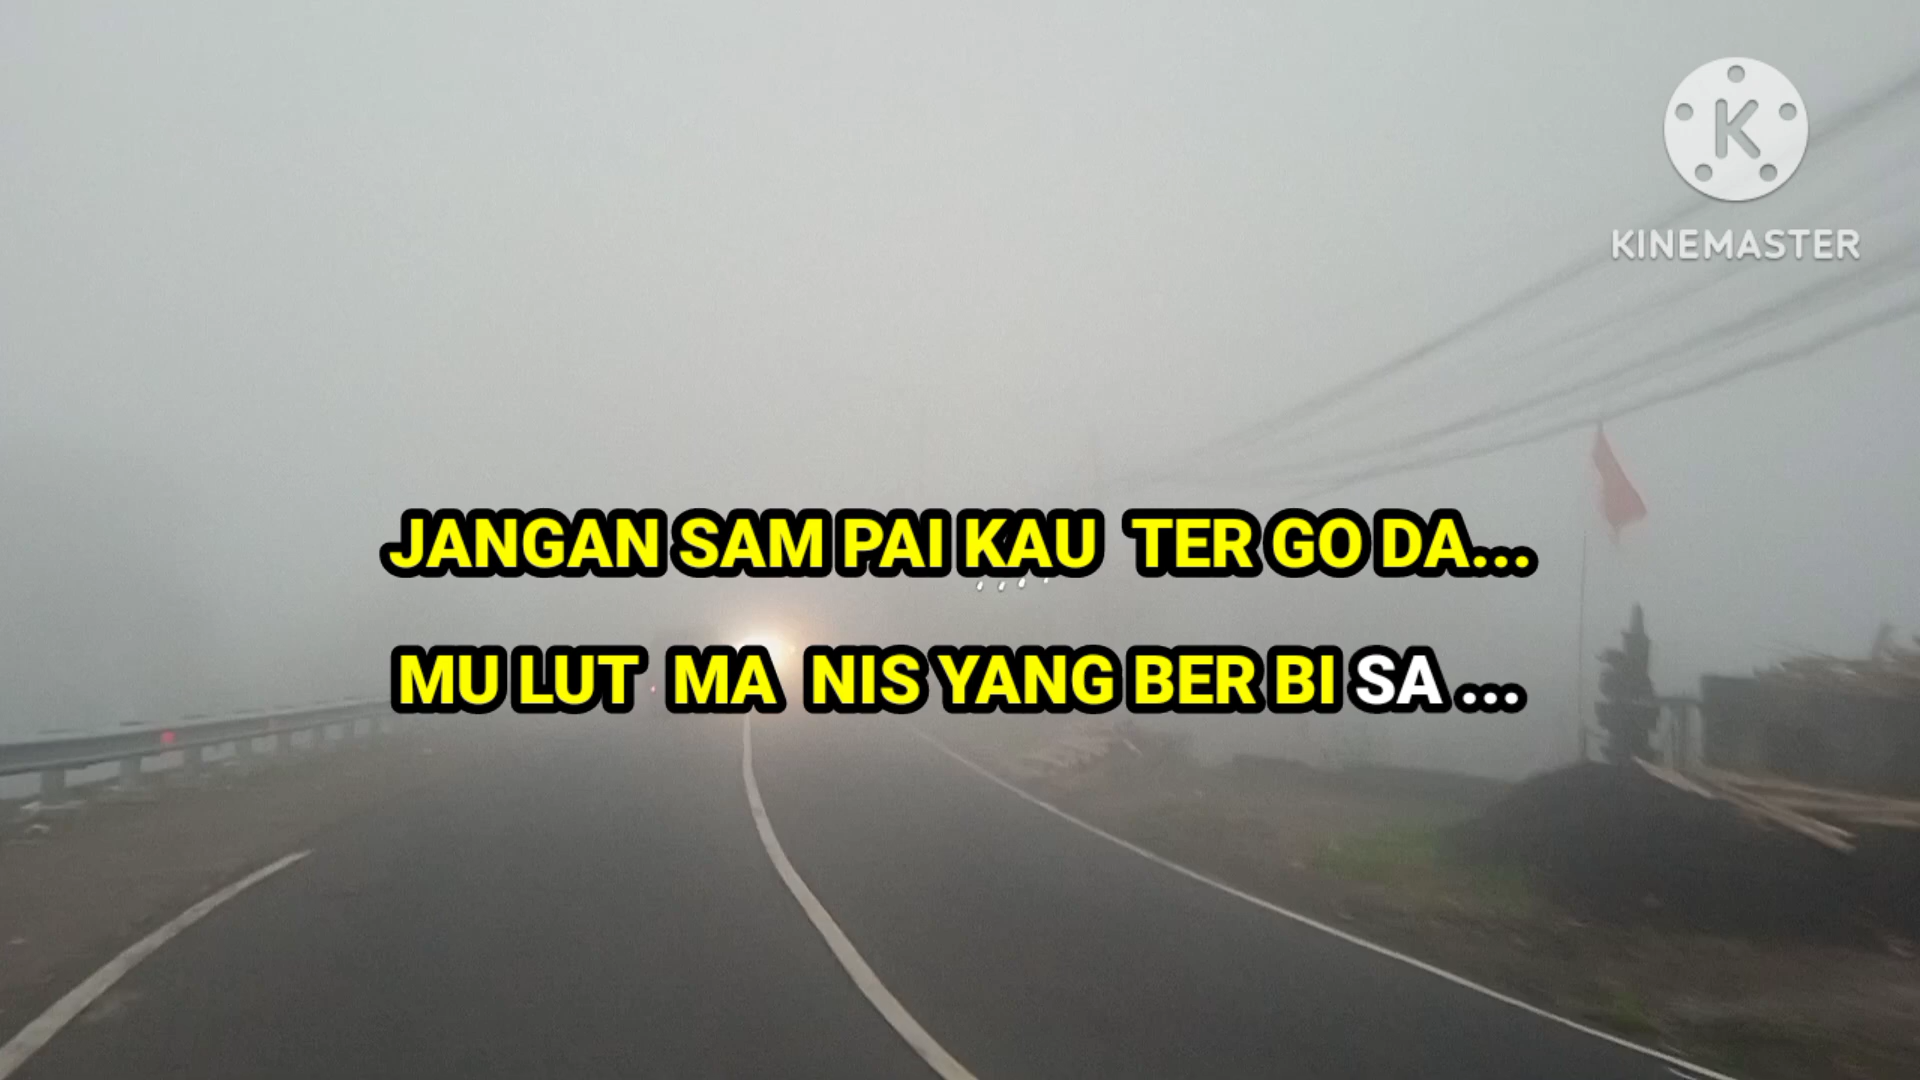 K
KINEMASTER
JANGAN SAM PAI KAU TER GO DA...
MU LUT MA NIS YANG BER BI SA ...